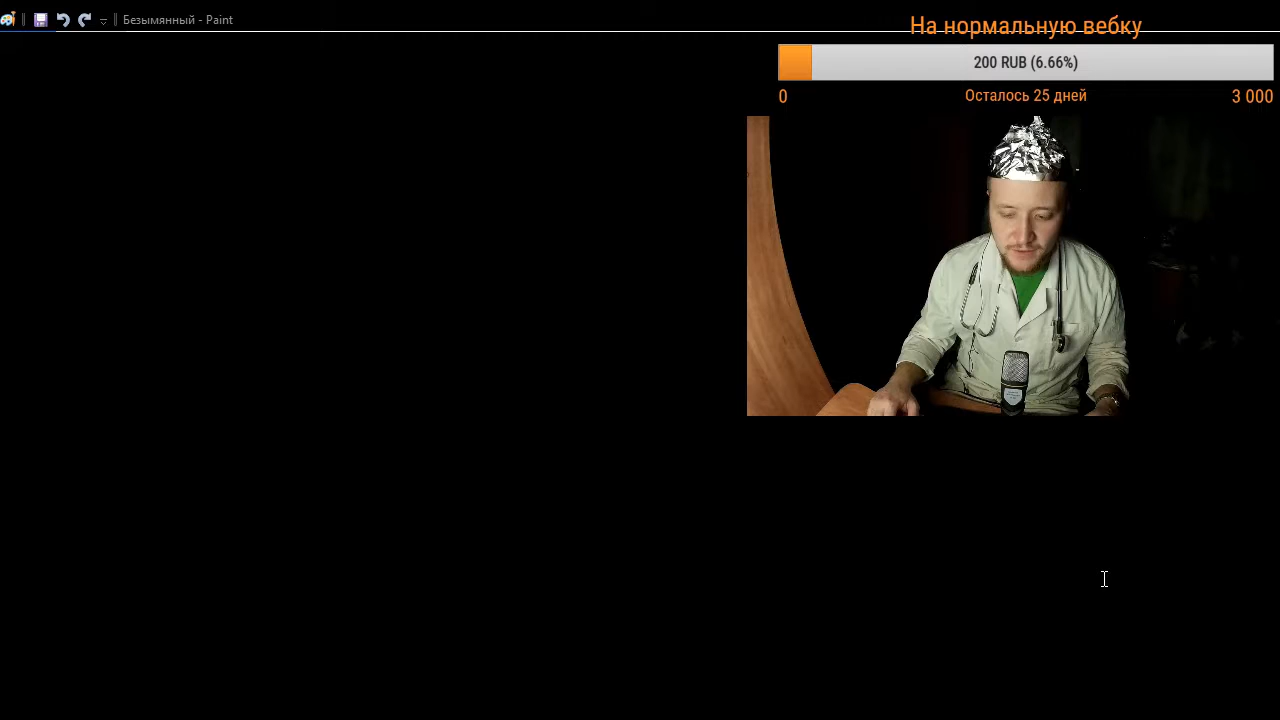 Безымянный - Paint
На нормальную вебку
200 RUB (6.66%)
0
Осталось 25 дней
3 000